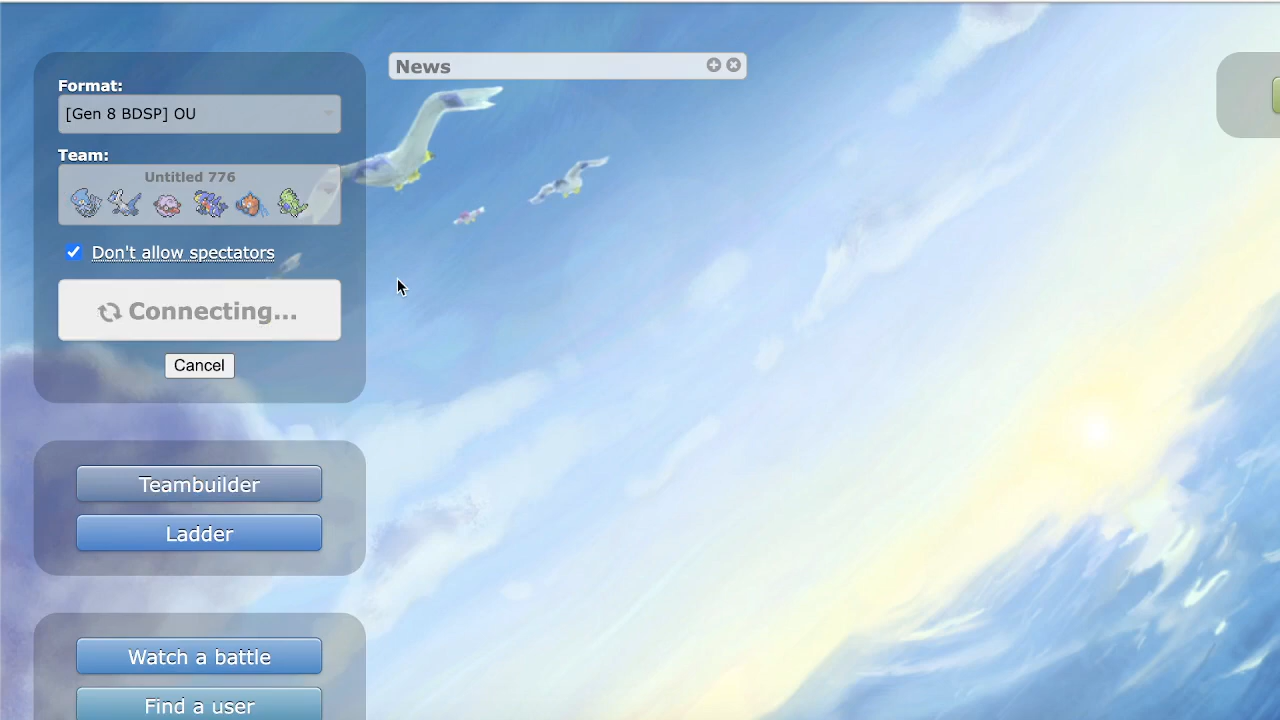 Format:
[Gen 8 BDSP] OU
Team:
Untitled 776
Don't allow spectators
Connecting...
Cancel
Teambuilder
Ladder
Watch a battle
Find a user
News